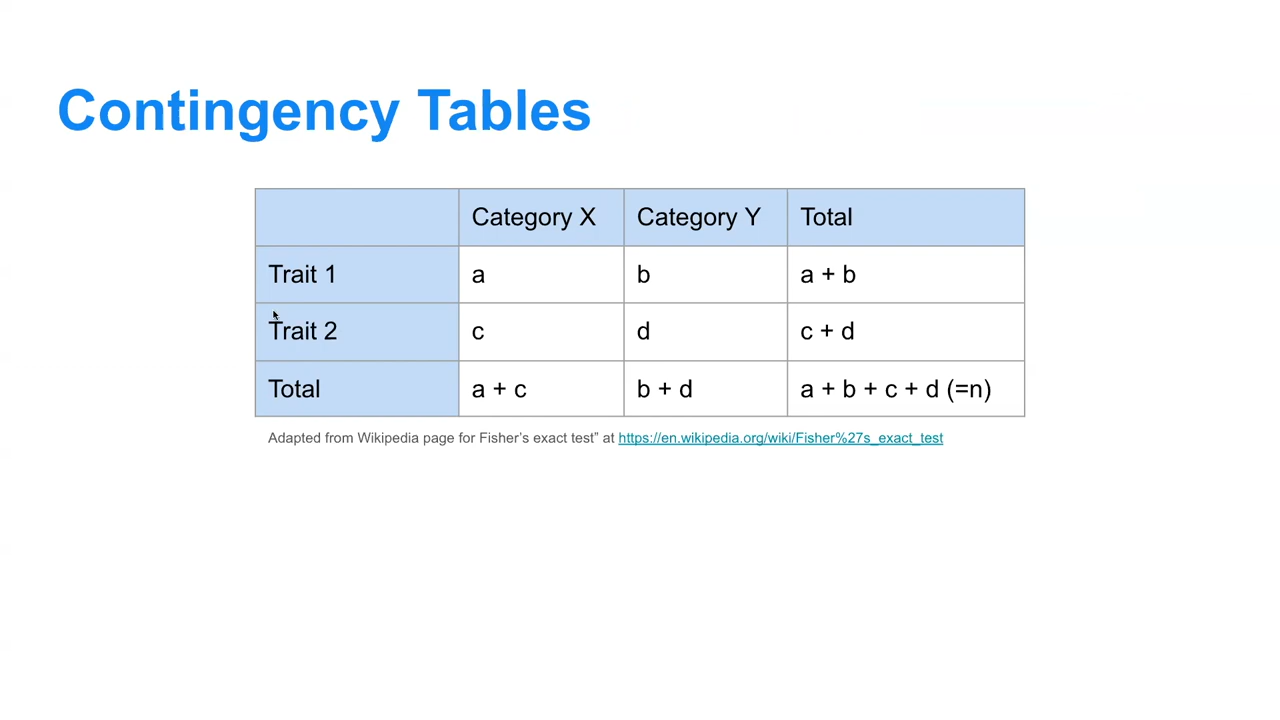 Contingency Tables
Category X Category Y Total
Trait 1 a b a + b
Trait 2 c d c + d
Total a + c b + d a + b + c + d (=n)
Adapted from Wikipedia page for Fisher’s exact test” at https://en.wikipedia.org/wiki/Fisher%27s_exact_test